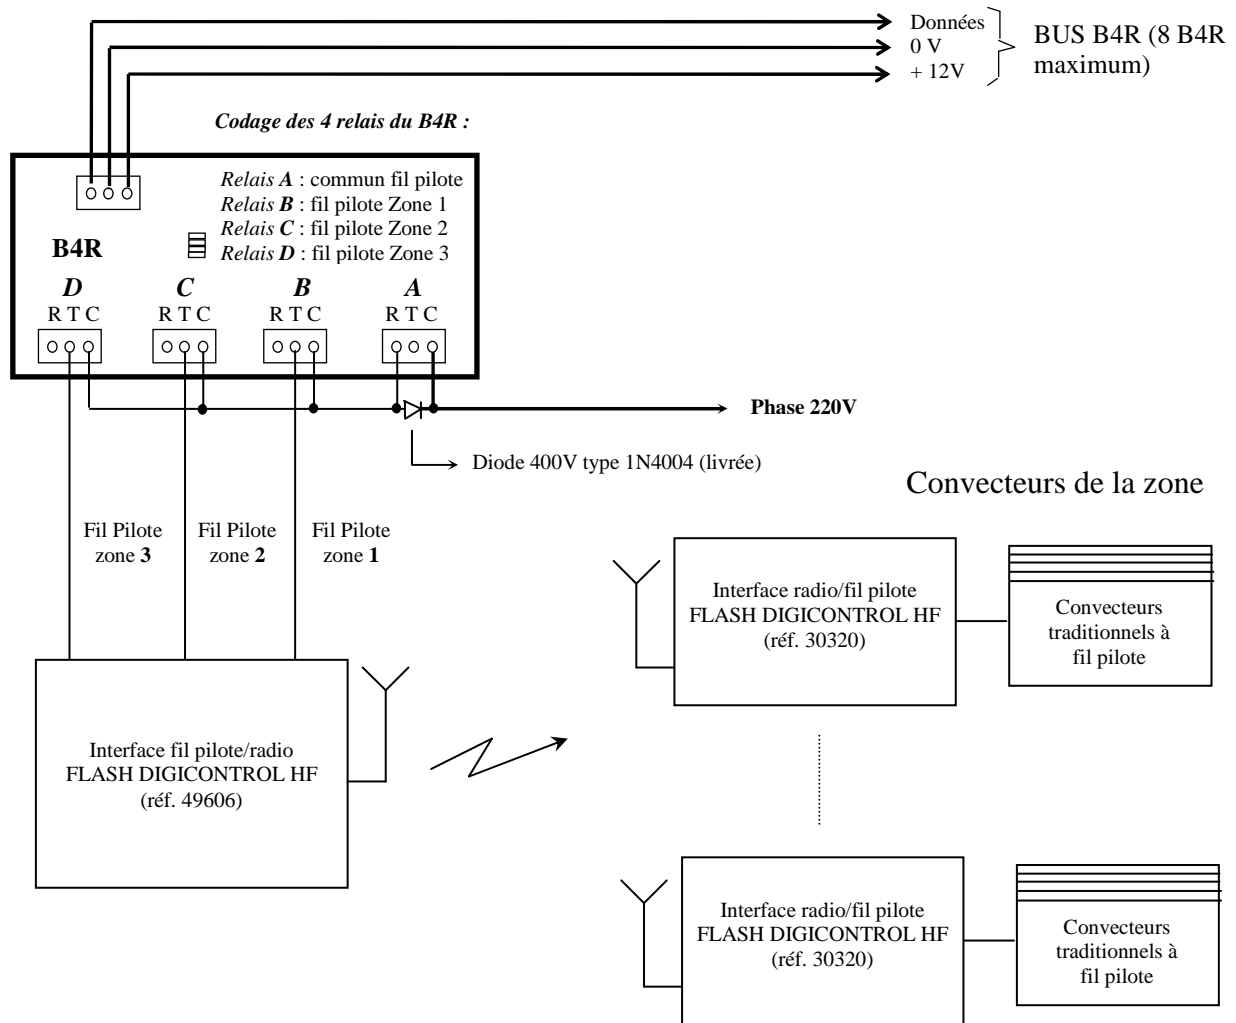 Données
0 V
+ 12V
BUS B4R (8 B4R
maximum)
Codage des 4 relais du B4R :
Relais A : commun fil pilote
Relais B : fil pilote Zone 1
Relais C : fil pilote Zone 2
Relais D : fil pilote Zone 3
B4R
D C B A
R T C R T C R T C R T C
Phase 220V
Diode 400V type 1N4004 (livrée)
Convecteurs de la zone
Fil Pilote
zone 3
Fil Pilote
zone 2
Fil Pilote
zone 1
Interface radio/fil pilote
FLASH DIGICONTROL HF
(réf. 30320)
Convecteurs
traditionnels à
fil pilote
Interface fil pilote/radio
FLASH DIGICONTROL HF
(réf. 49606)
Interface radio/fil pilote
FLASH DIGICONTROL HF
(réf. 30320)
Convecteurs
traditionnels à
fil pilote